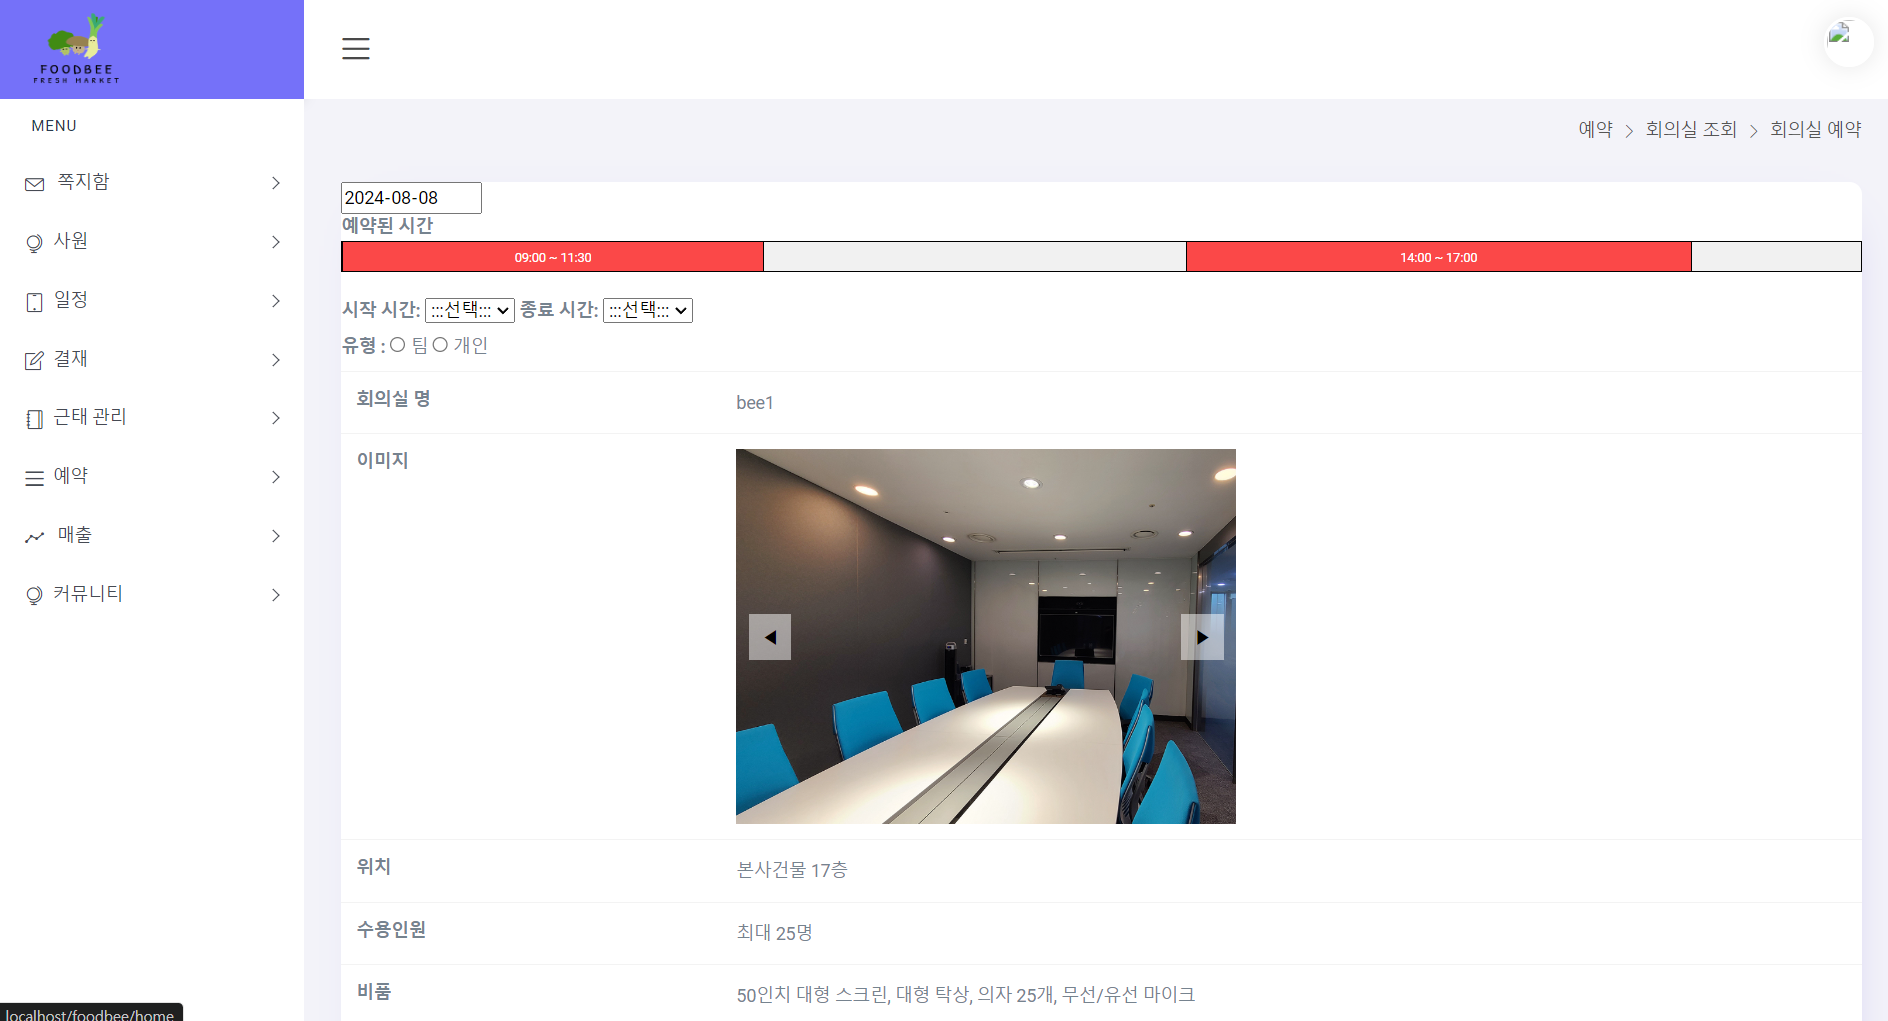 FOODBEE
FRESH MARKET
MENU
쪽지함
사원
일정
결재
근태 관리
예약
매출
커뮤니티
예약 > 회의실 조회 > 회의실 예약
2024-08-08
예약된 시간
09:00 ~ 11:30
14:00 ~ 17:00
시작 시간: :::선택::: 종료 시간: :::선택:::
유형 : 팀 개인
회의실 명 bee1
이미지
위치 본사건물 17층
수용인원 최대 25명
비품 50인치 대형 스크린, 대형 탁상, 의자 25개, 무선/유선 마이크
localhost/foodbee/home